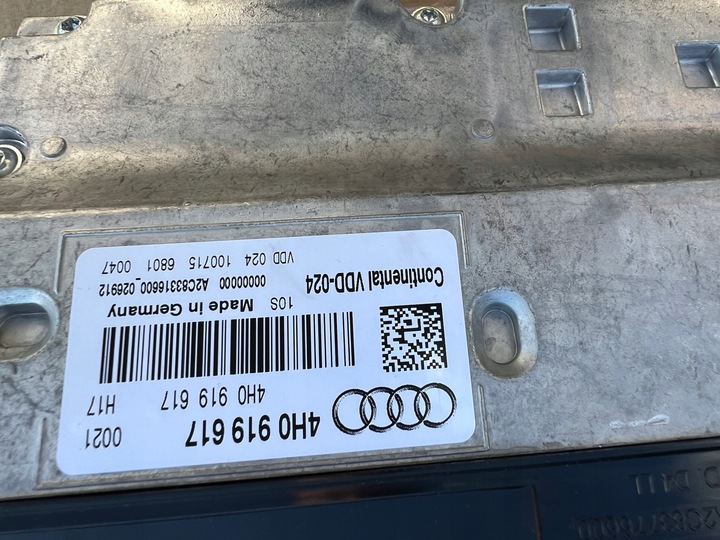 4H0 919 617
0021
4H0 919 617
H17
10S Made in Germany
Continental VDD-024
00000000 A2C83316600_026912
VDD 024 100715 6801 0047